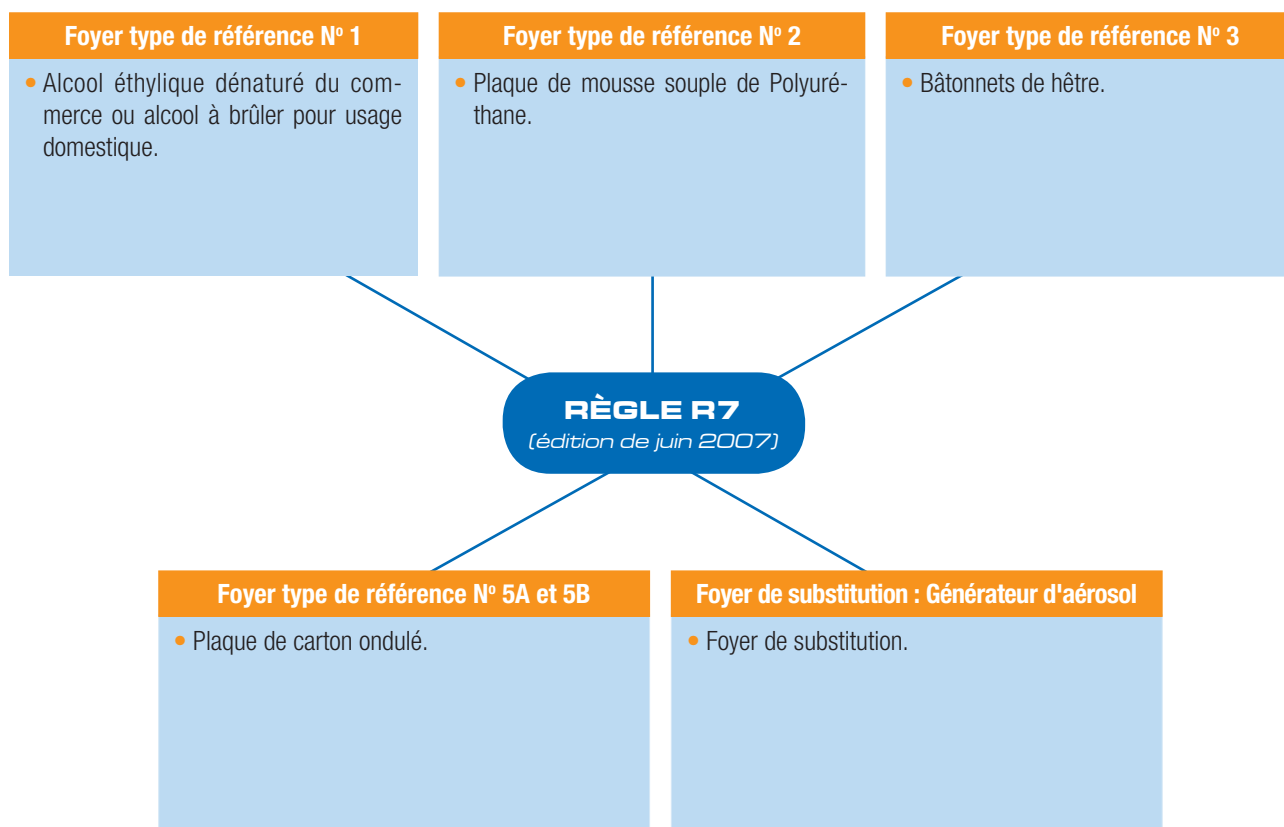 Foyer type de référence Nº 1
• Alcool éthylique dénaturé du com-
merce ou alcool à brûler pour usage
domestique.
Foyer type de référence Nº 2
• Plaque de mousse souple de Polyuré-
thane.
Foyer type de référence Nº 3
• Bâtonnets de hêtre.
RÈGLE R7
(édition de juin 2007)
Foyer type de référence Nº 5A et 5B
• Plaque de carton ondulé.
Foyer de substitution : Générateur d'aérosol
• Foyer de substitution.